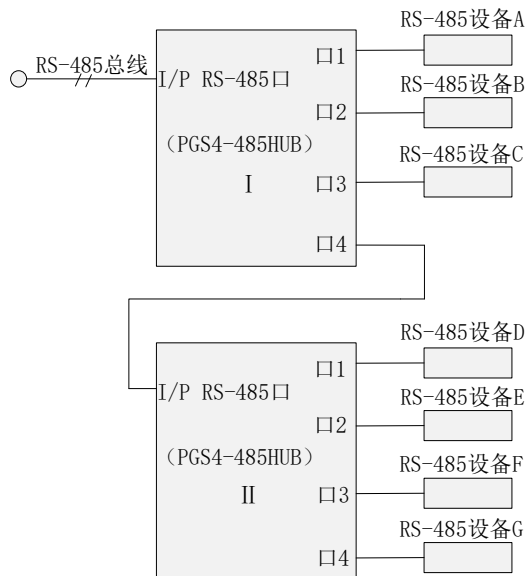 RS-485总线
I/P RS-485口
(PGS4-485HUB)
I
口1
口2
口3
口4
RS-485设备A
RS-485设备B
RS-485设备C
I/P RS-485口
(PGS4-485HUB)
II
口1
口2
口3
口4
RS-485设备D
RS-485设备E
RS-485设备F
RS-485设备G